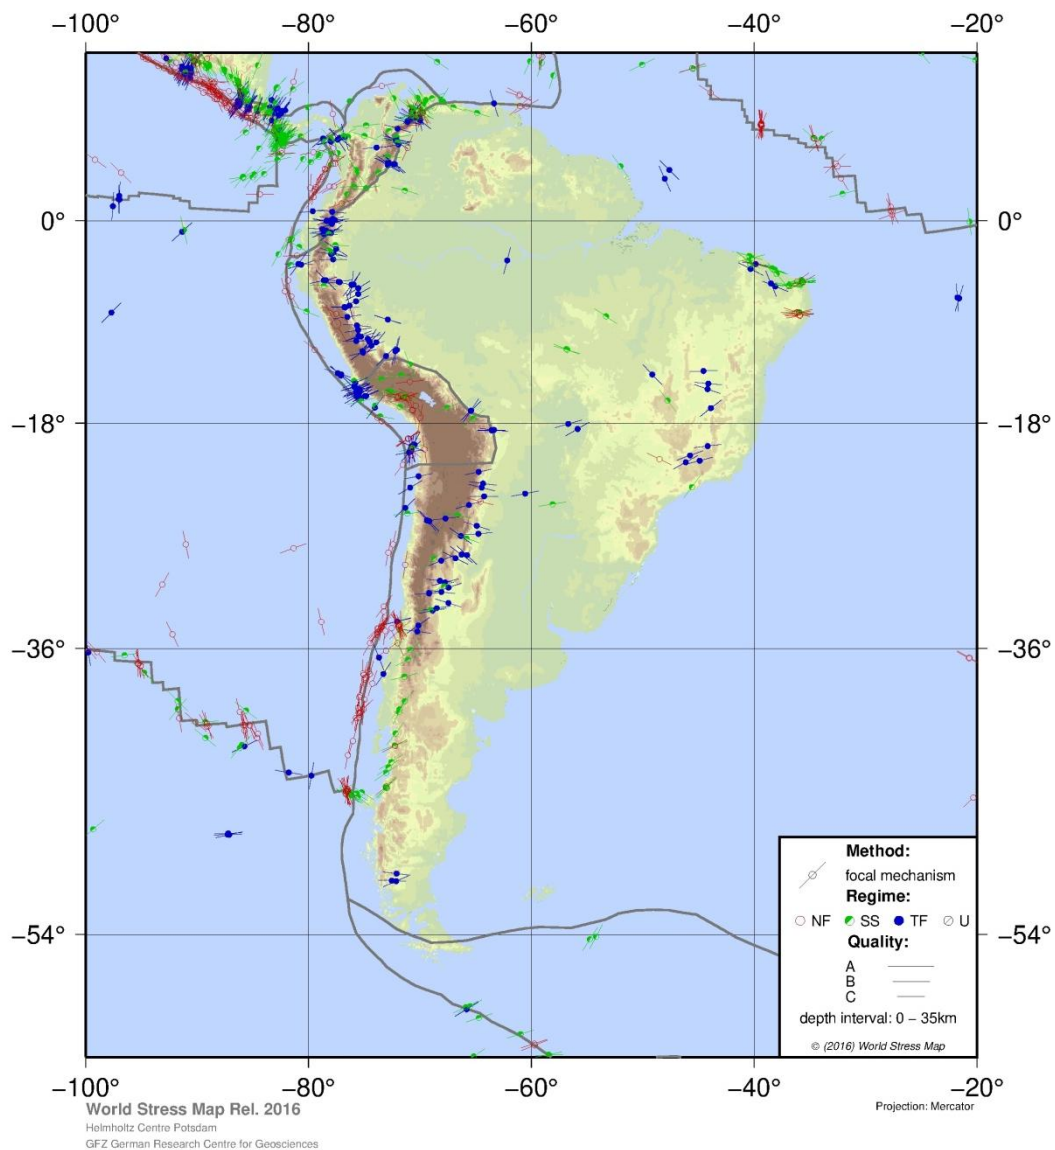 −100° −80° −60° −40° −20°
0° 0°
−18° −18°
−36° −36°
−54° −54°
Method:
focal mechanism
Regime:
NF SS TF U
Quality:
A
B
C
depth interval: 0 − 35km
© (2016) World Stress Map
−100° −80° −60° −40° −20°
World Stress Map Rel. 2016
Projection: Mercator
Helmholtz Centre Potsdam
GFZ German Research Centre for Geosciences